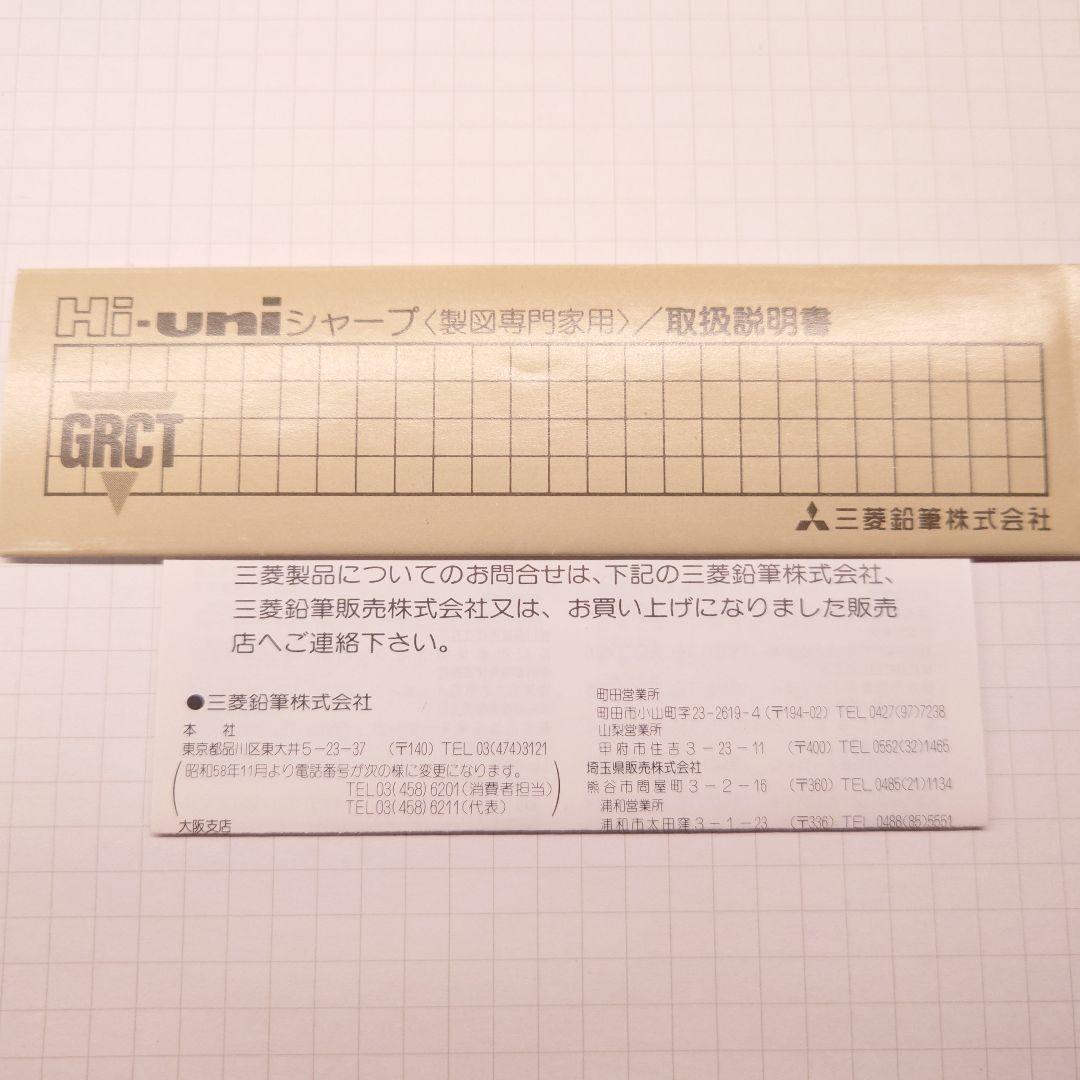 Hi-uniシャープ〈製図専門家用〉／取扱説明書
GRCT
三菱鉛筆株式会社
三菱製品についてのお問合せは、下記の三菱鉛筆株式会社、
三菱鉛筆販売株式会社又は、お買い上げになりました販売
店へご連絡下さい。
●三菱鉛筆株式会社
本　社
東京都品川区東大井5－23－37　（〒140）TEL 03(474)3121
（昭和58年11月より電話番号が次の様に変更になります。
TEL03(458)6201(消費者担当)
TEL03(458)6211(代表)）
大阪支店
町田営業所
町田市小山町字23－2619－4（〒194-02）TEL 0427(97)7238
山梨営業所
甲府市住吉3－23－11　（〒400）TEL 0552(32)1465
埼玉県販売株式会社
熊谷市問屋町3－2－16　（〒360）TEL 0485(21)1134
浦和営業所
浦和市太田窪3－1－23　（〒336）TEL 0488(85)5551